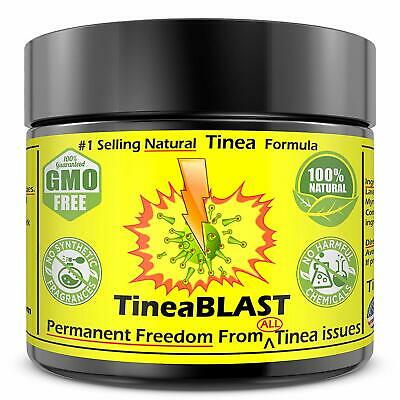 #1 Selling Natural Tinea Formula
100%
Guaranteed
GMO
FREE
100%
NATURAL
NO SYNTHETIC
FRAGRANCES
NO HARMFUL
CHEMICALS
TineaBLAST
ALL
Permanent Freedom From Tinea issues